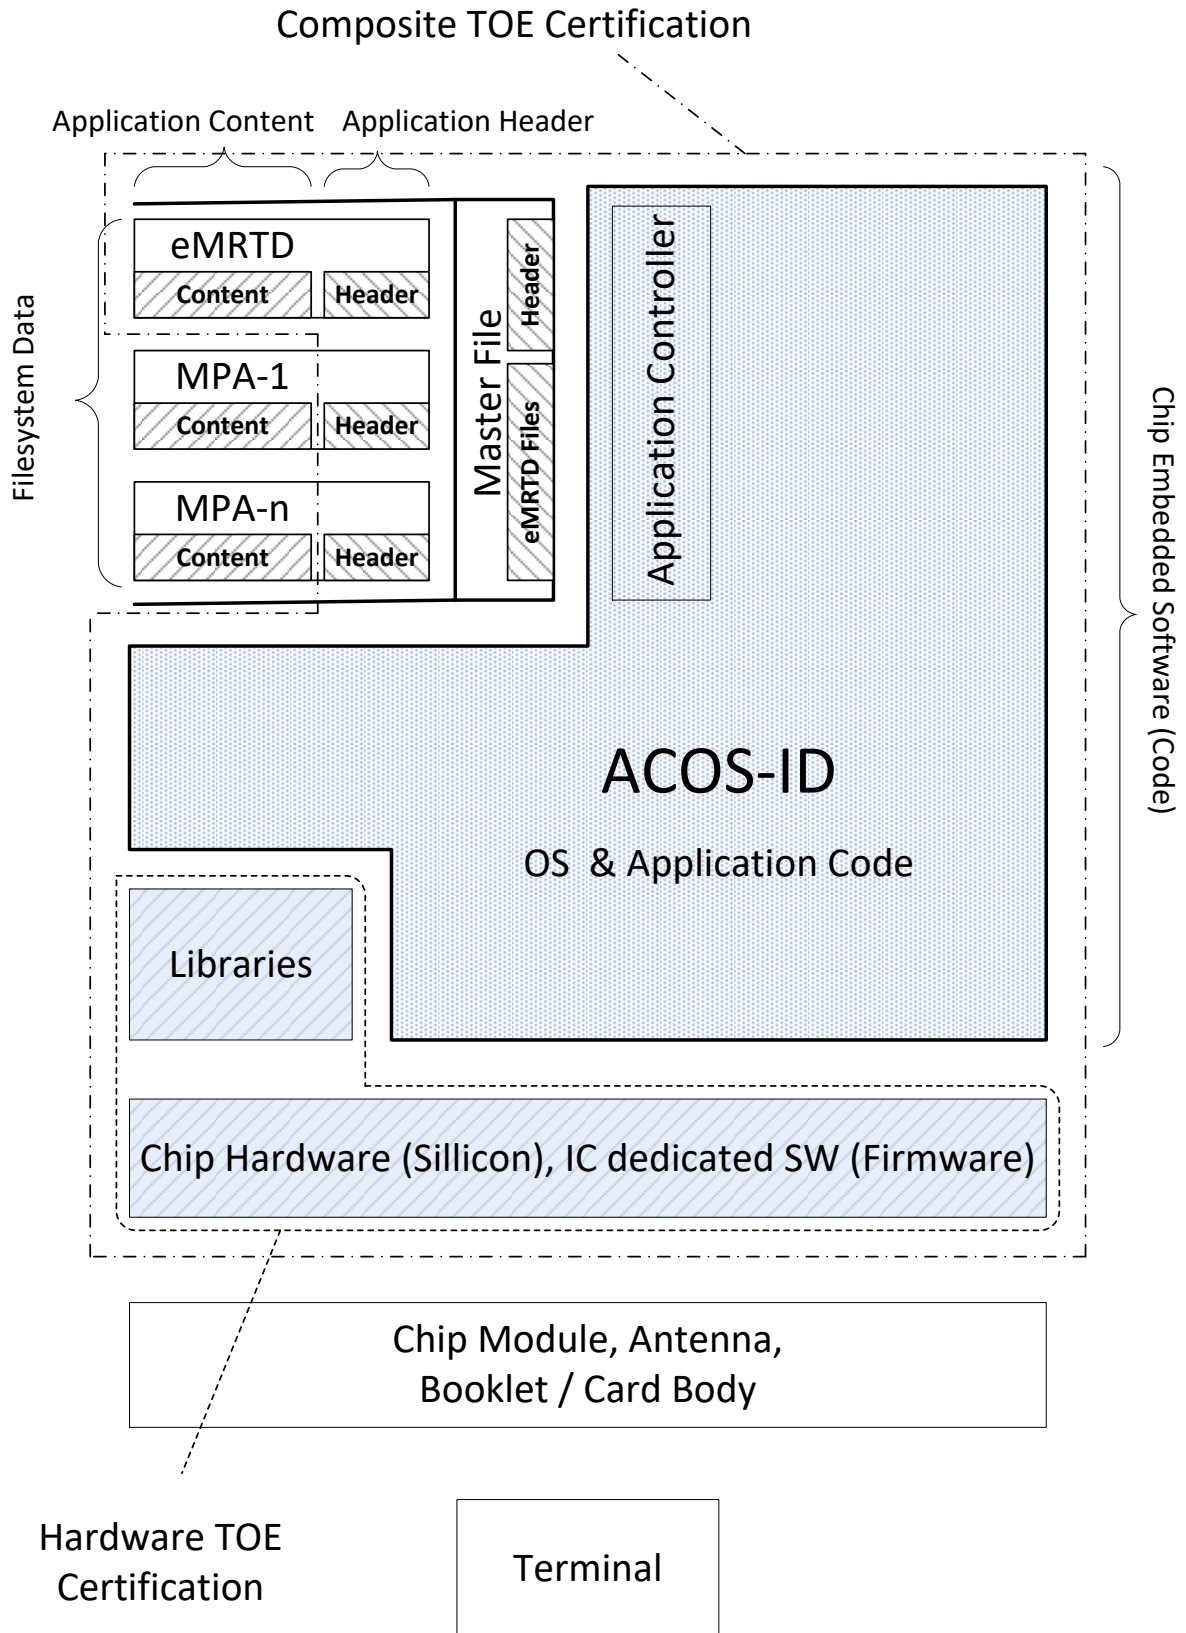 Composite TOE Certification
Application Content
Application Header
Filesystem Data
eMRTD
Content
Header
MPA-1
Content
Header
MPA-n
Content
Header
Master File
Header
eMRTD Files
Application Controller
Chip Embedded Software (Code)
ACOS-ID
OS & Application Code
Libraries
Chip Hardware (Sillicon), IC dedicated SW (Firmware)
Chip Module, Antenna,
Booklet / Card Body
Hardware TOE
Certification
Terminal